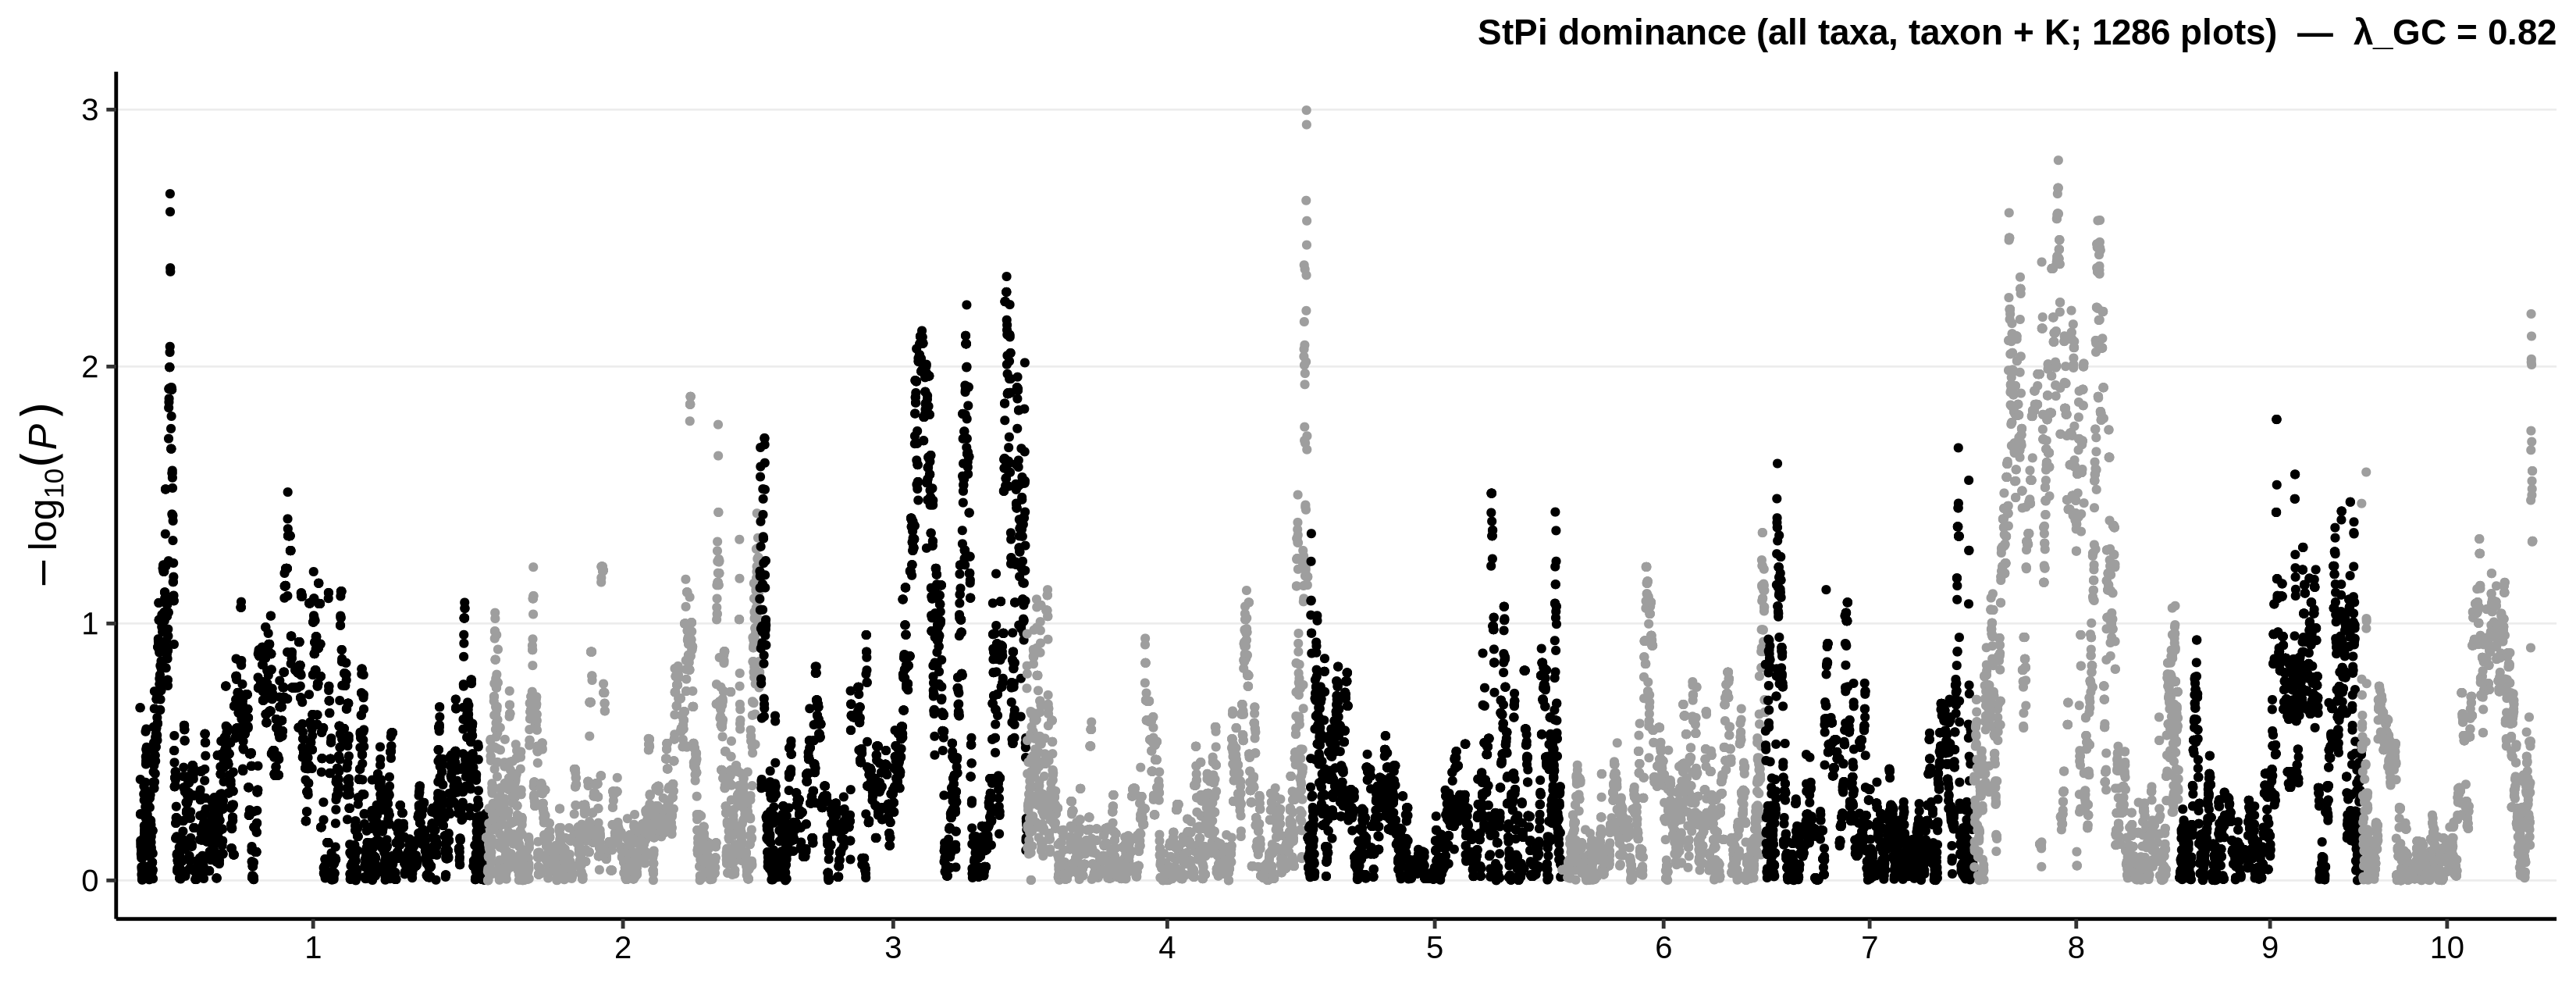 StPi dominance (all taxa, taxon + K; 1286 plots) — λ_GC = 0.82
− log₁₀(P)
3
2
1
0
1 2 3 4 5 6 7 8 9 10